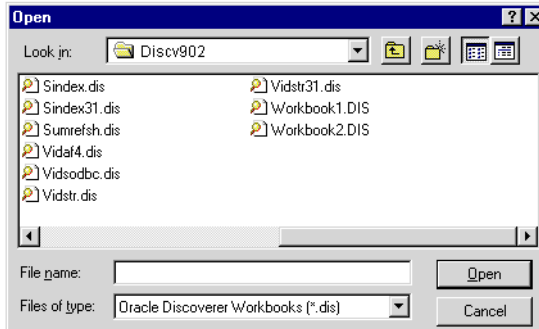 Open
Look in: Discv902
Sindex.dis
Sindex31.dis
Sumrefsh.dis
Vidaf4.dis
Vidsodbc.dis
Vidstr.dis
Vidstr31.dis
Workbook1.DIS
Workbook2.DIS
File name:
Open
Files of type: Oracle Discoverer Workbooks (*.dis)
Cancel